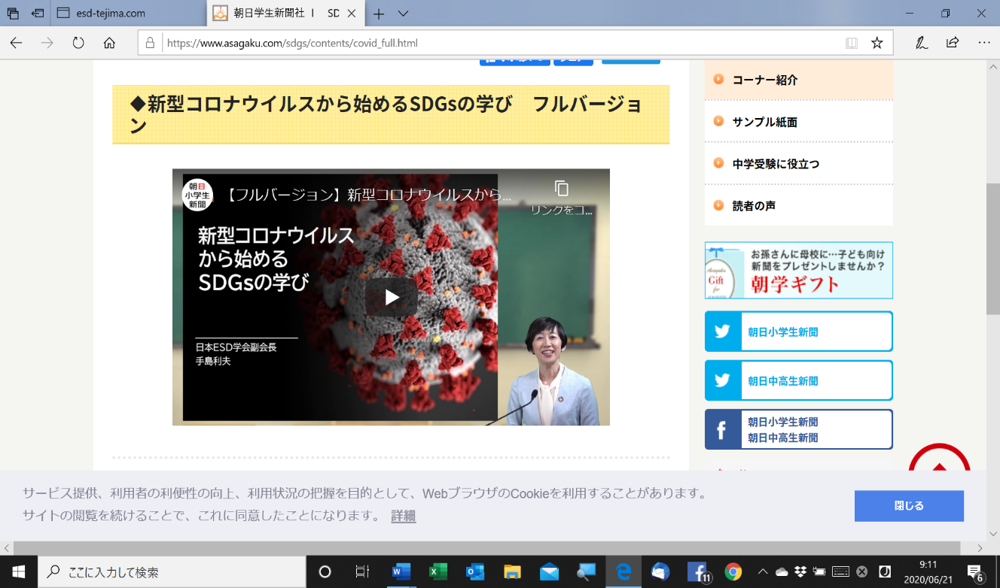 esd-tejima.com
朝日学生新聞社 | SD
https://www.asagaku.com/sdgs/contents/covid_full.html
◆新型コロナウイルスから始めるSDGsの学び　フルバージョ
ン
朝日
小学生
新聞
【フルバージョン】新型コロナウイルスから...
リンクをコ...
新型コロナウイルス
から始める
SDGsの学び
日本ESD学会副会長
手島利夫
コーナー紹介
サンプル紙面
中学受験に役立つ
読者の声
お孫さんに母校に…子ども向け
新聞をプレゼントしませんか？
Asagaku
Gift
for
朝学ギフト
朝日小学生新聞
朝日中高生新聞
朝日小学生新聞
朝日中高生新聞
サービス提供、利用者の利便性の向上、利用状況の把握を目的として、WebブラウザのCookieを利用することがあります。
サイトの閲覧を続けることで、これに同意したことになります。 詳細
閉じる
ここに入力して検索
11
9:11
2020/06/21
6